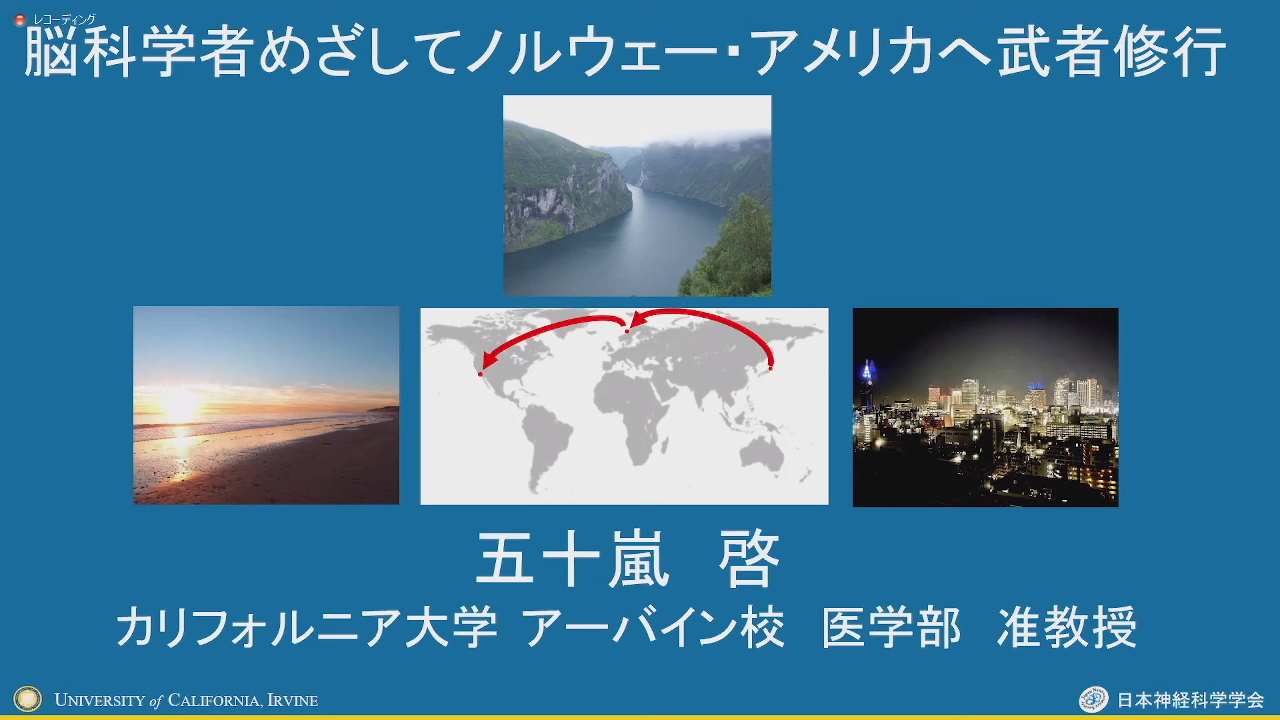 レコーディング
脳科学者めざしてノルウェー・アメリカへ武者修行
五十嵐　啓
カリフォルニア大学 アーバイン校　医学部　准教授
UNIVERSITY of CALIFORNIA, IRVINE
日本神経科学学会